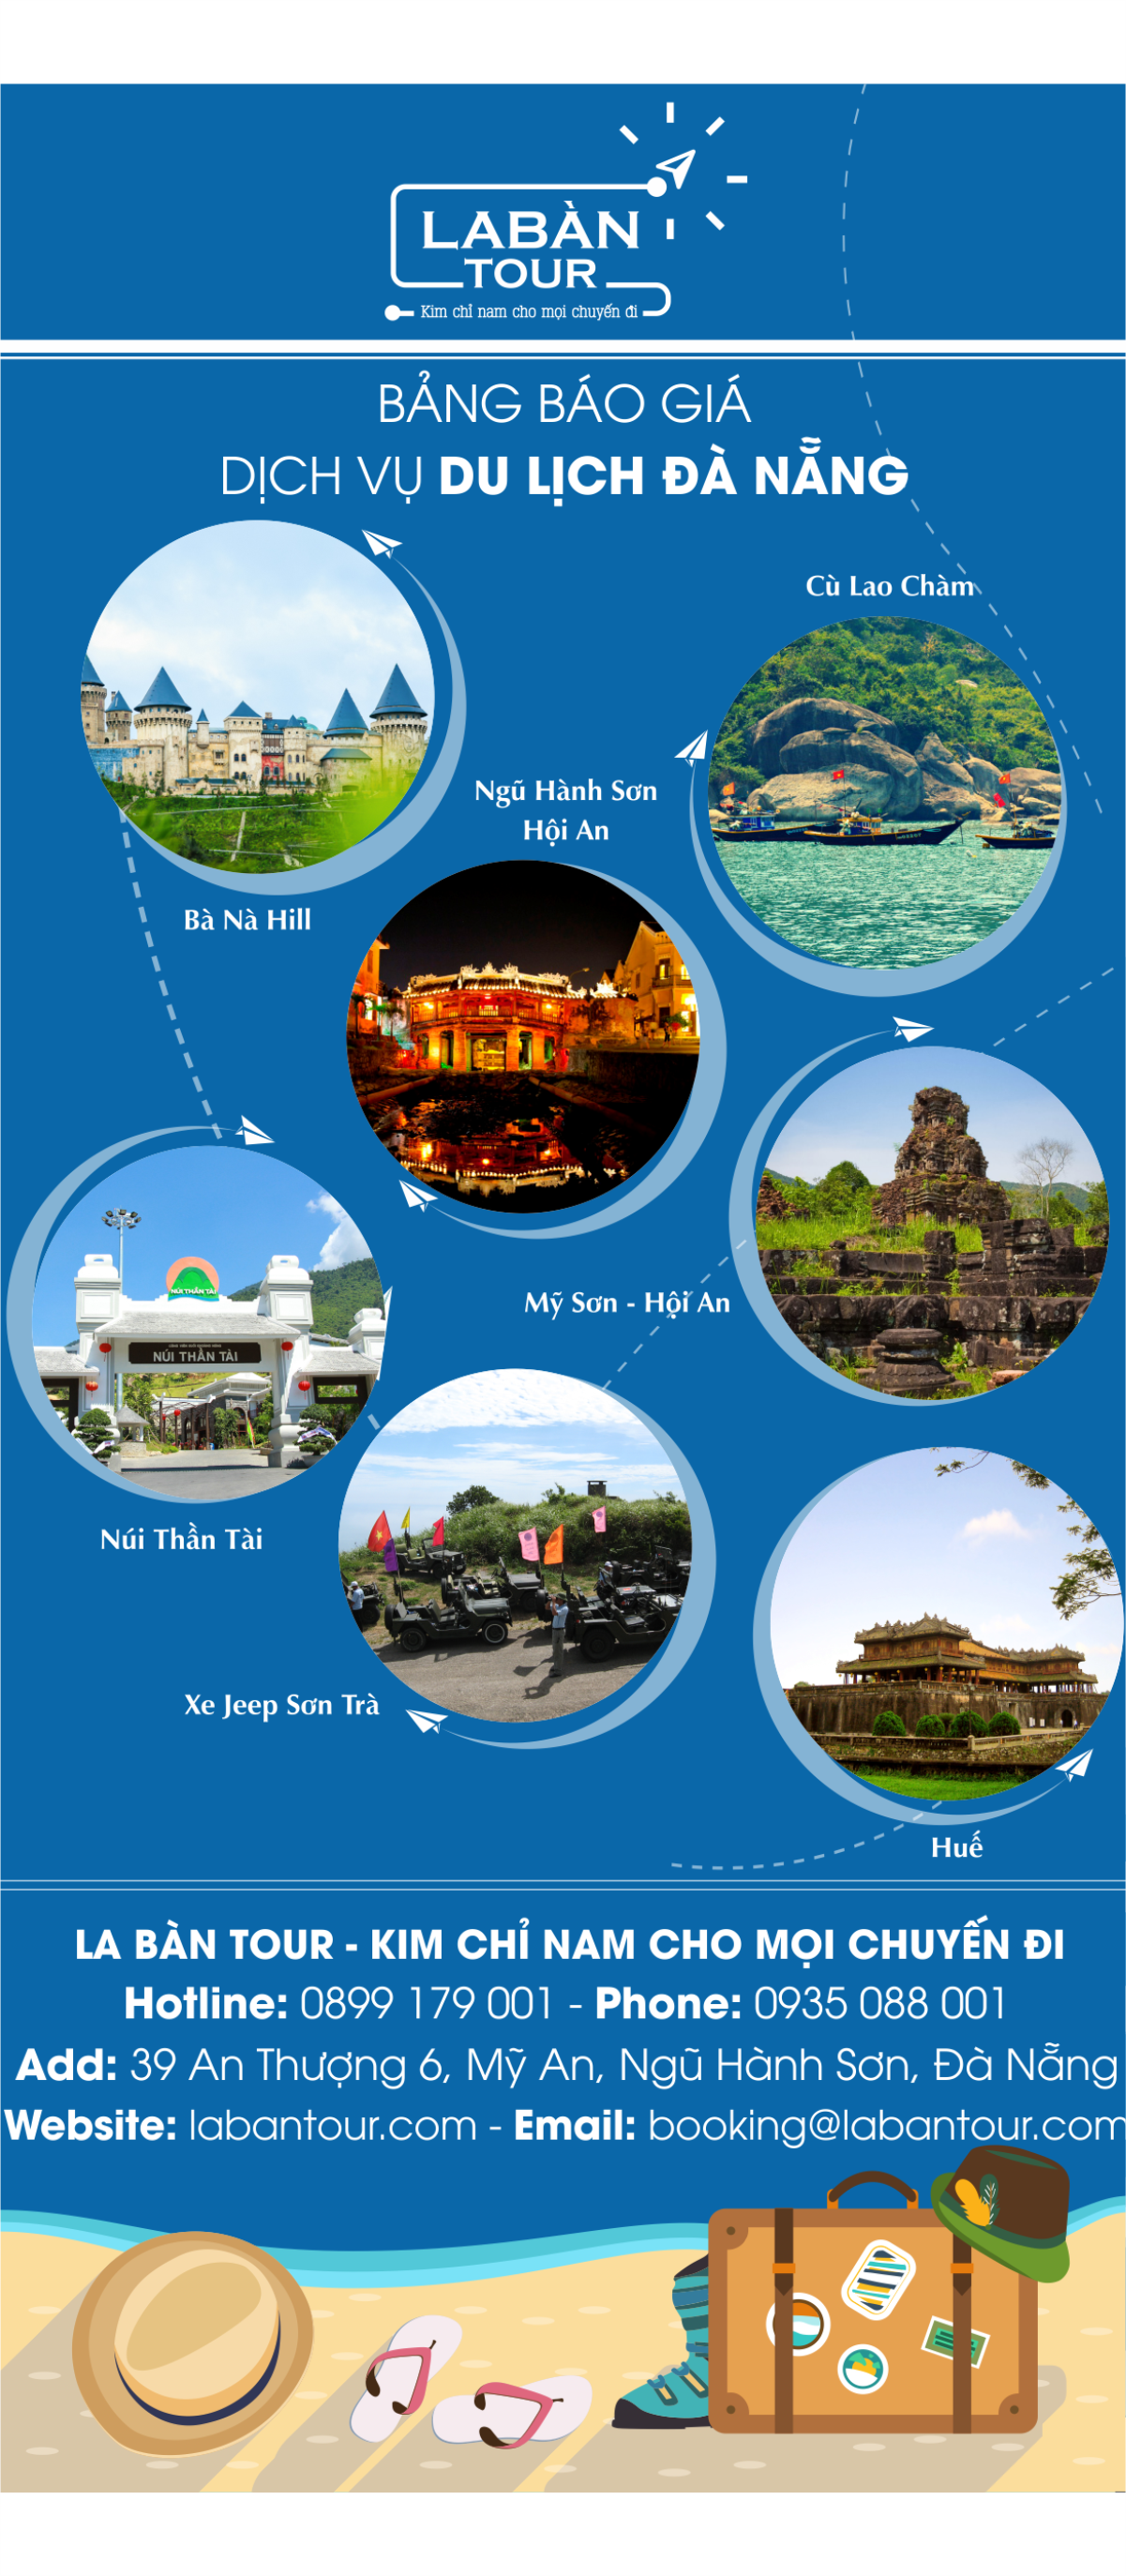 LABÀN
TOUR
Kim chỉ nam cho mọi chuyến đi
BẢNG BÁO GIÁ
DỊCH VỤ DU LỊCH ĐÀ NẴNG
Cù Lao Chàm
Ngũ Hành Sơn
Hội An
Bà Nà Hill
NÚI THẦN TÀI
NÚI THẦN TÀI
Mỹ Sơn - Hội An
Núi Thần Tài
Xe Jeep Sơn Trà
Huế
LA BÀN TOUR - KIM CHỈ NAM CHO MỌI CHUYẾN ĐI
Hotline: 0899 179 001 - Phone: 0935 088 001
Add: 39 An Thượng 6, Mỹ An, Ngũ Hành Sơn, Đà Nẵng
Website: labantour.com - Email: booking@labantour.com